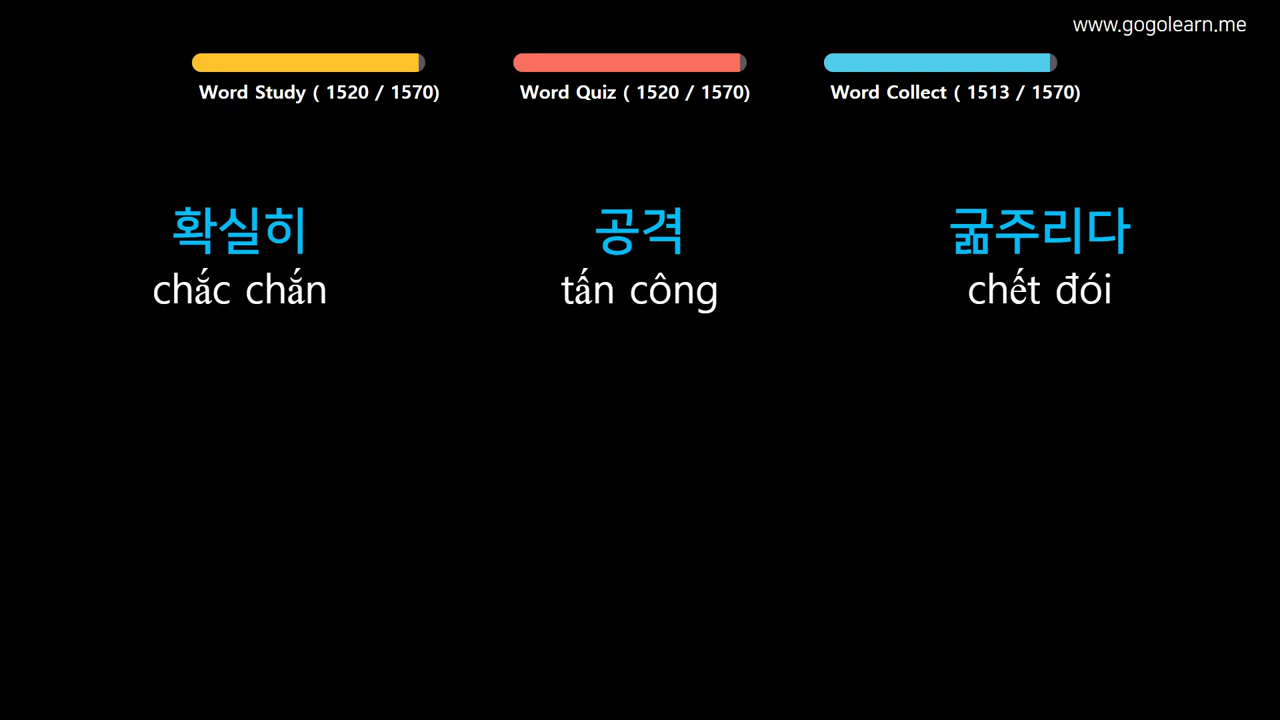 www.gogolearn.me
Word Study ( 1520 / 1570)
Word Quiz ( 1520 / 1570)
Word Collect ( 1513 / 1570)
확실히
chắc chắn
공격
tấn công
굶주리다
chết đói